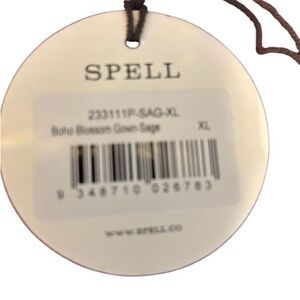 SPELL
233111P-SAG-XL
Boho Blossom Gown-Sage XL
9 348710 026783
WWW.SPELL.CO